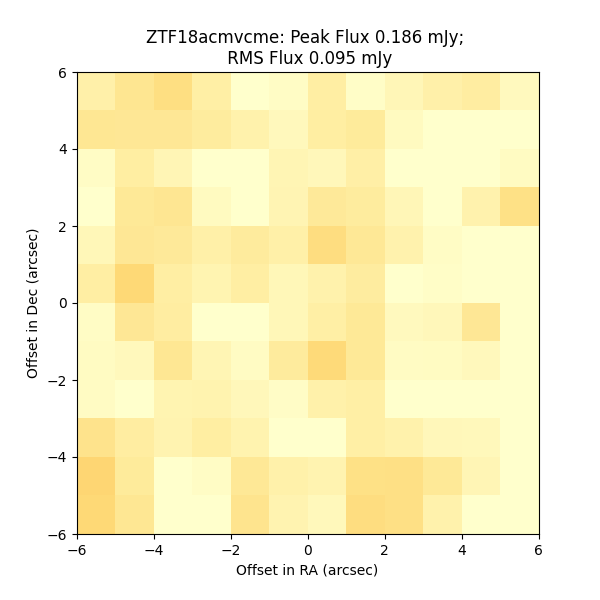 ZTF18acmvcme: Peak Flux 0.186 mJy;
RMS Flux 0.095 mJy
6
4
2
0
−2
−4
−6
−6 −4 −2 0 2 4 6
Offset in Dec (arcsec)
Offset in RA (arcsec)